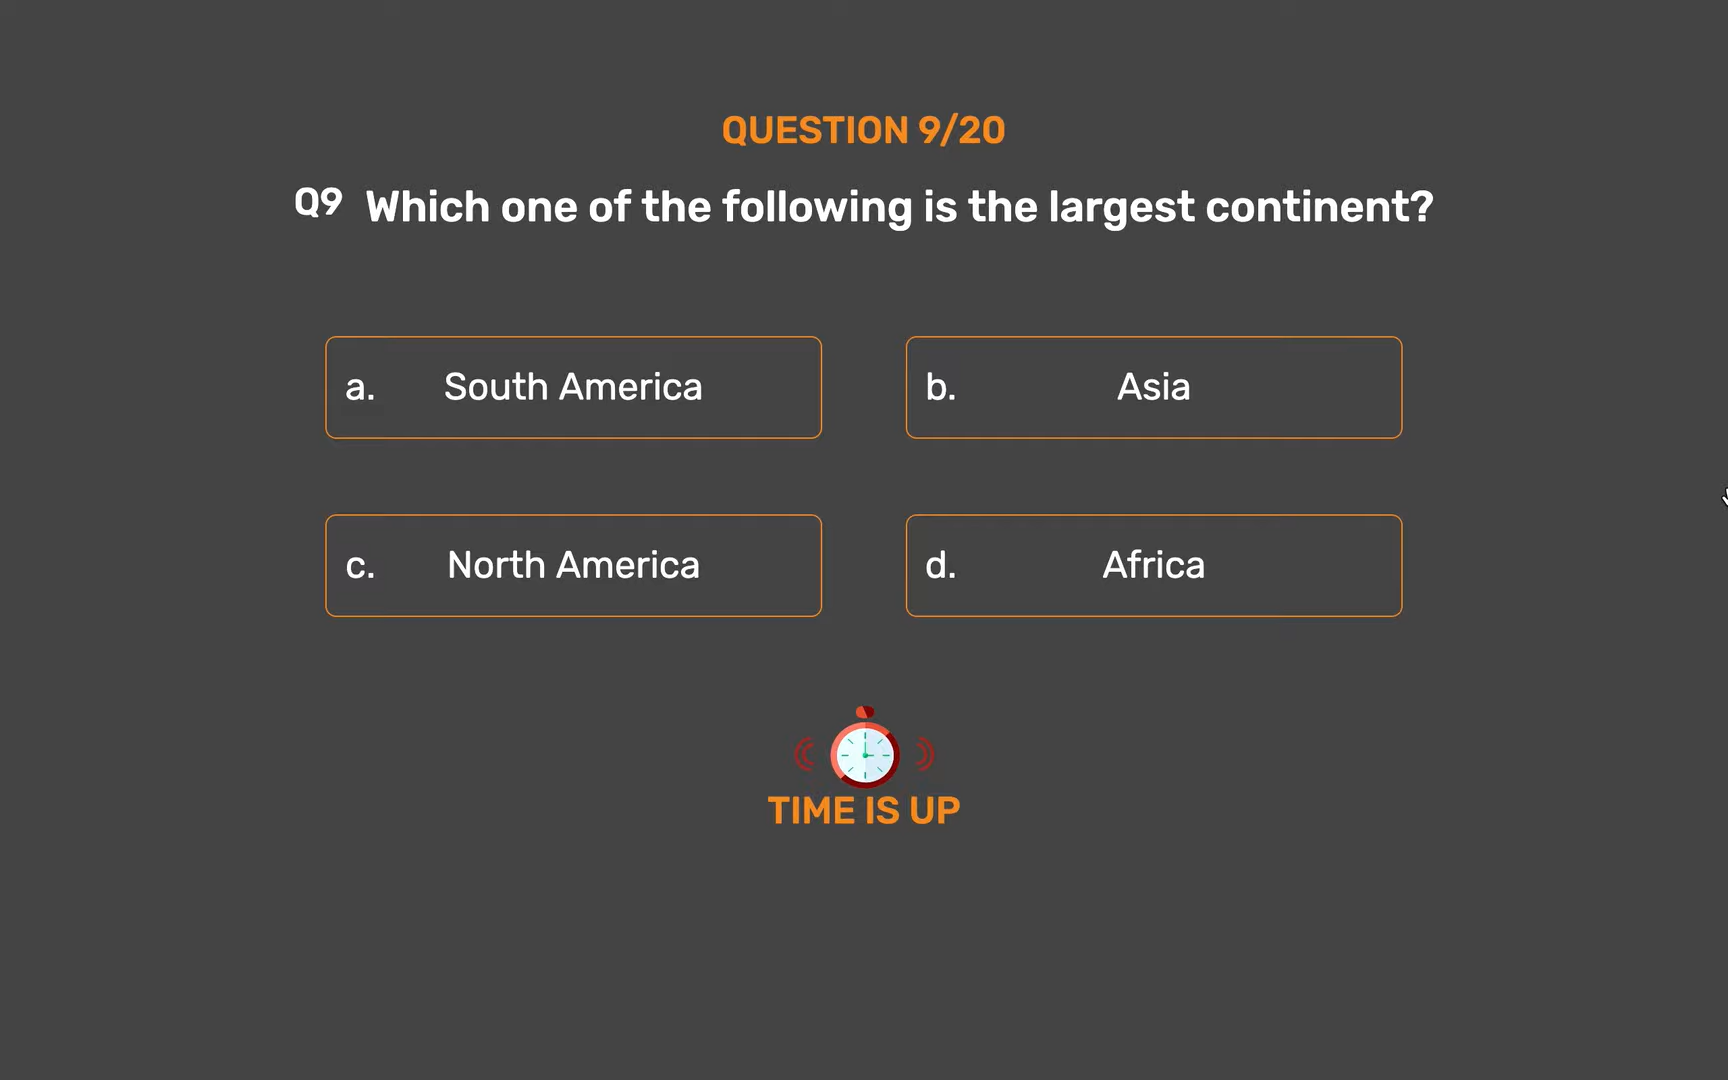 QUESTION 9/20
Q9 Which one of the following is the largest continent?
a. South America
b. Asia
c. North America
d. Africa
TIME IS UP